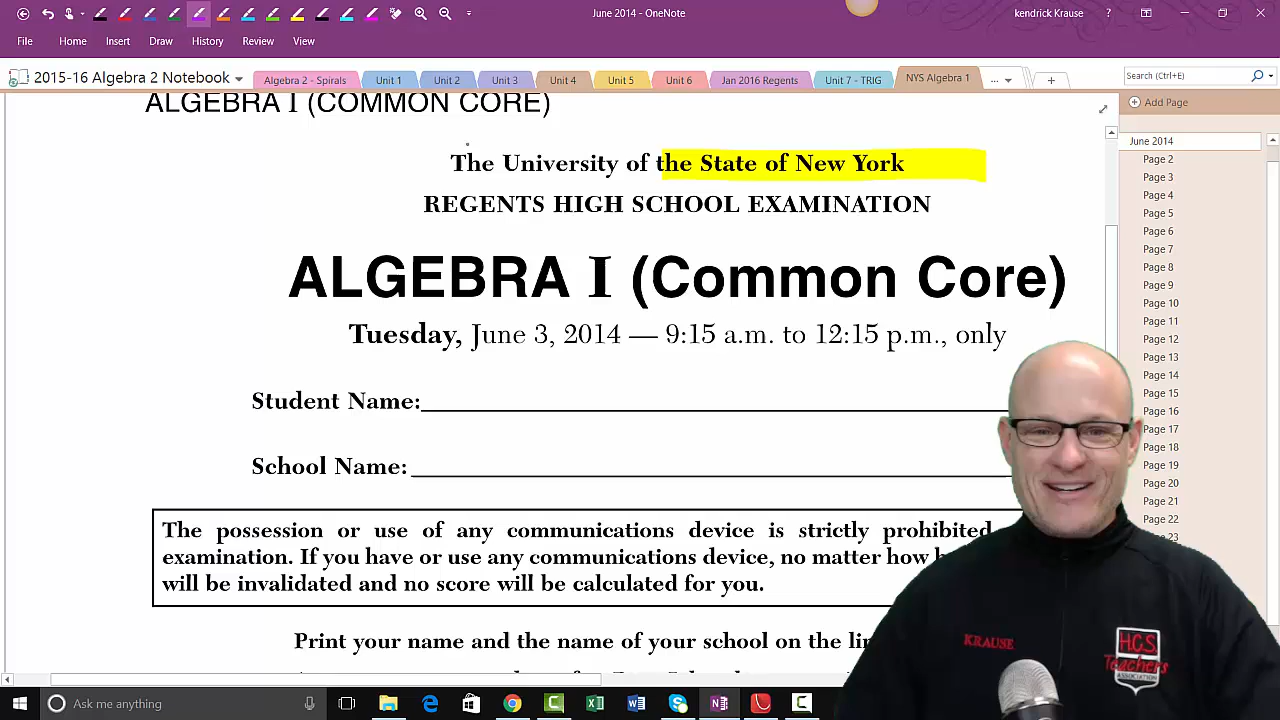 June 2014 - OneNote
kendrick Krause
?
File Home Insert Draw History Review View
2015-16 Algebra 2 Notebook
Algebra 2 - Spirals Unit 1 Unit 2 Unit 3 Unit 4 Unit 5 Unit 6 Jan 2016 Regents Unit 7 - TRIG NYS Algebra 1 ... +
Search (Ctrl+E)
Add Page
June 2014
Page 2
Page 3
Page 4
Page 5
Page 6
Page 7
Page 8
Page 9
Page 10
Page 11
Page 12
Page 13
Page 14
Page 15
Page 16
Page 17
Page 18
Page 19
Page 20
Page 21
Page 22
Page 23
ALGEBRA I (COMMON CORE)
The University of the State of New York
REGENTS HIGH SCHOOL EXAMINATION
ALGEBRA I (Common Core)
Tuesday, June 3, 2014 — 9:15 a.m. to 12:15 p.m., only
Student Name:
School Name:
The possession or use of any communications device is strictly prohibited
examination. If you have or use any communications device, no matter how
will be invalidated and no score will be calculated for you.
Print your name and the name of your school on the
KRAUSE
H.C.S.
Teachers
ASSOCIATION
Ask me anything